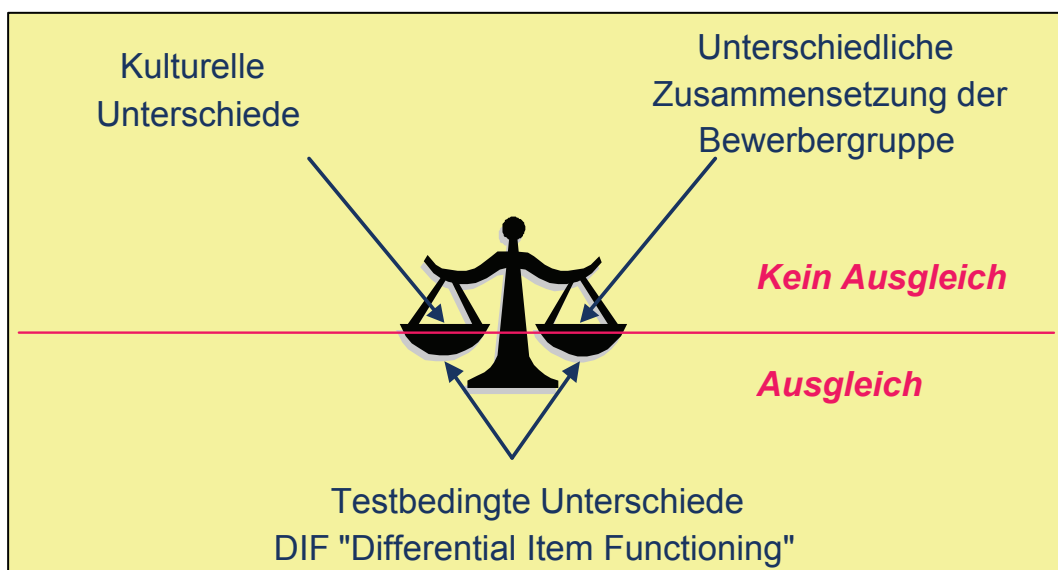 Kulturelle
Unterschiede
Unterschiedliche
Zusammensetzung der
Bewerbergruppe
Kein Ausgleich
Ausgleich
Testbedingte Unterschiede
DIF "Differential Item Functioning"